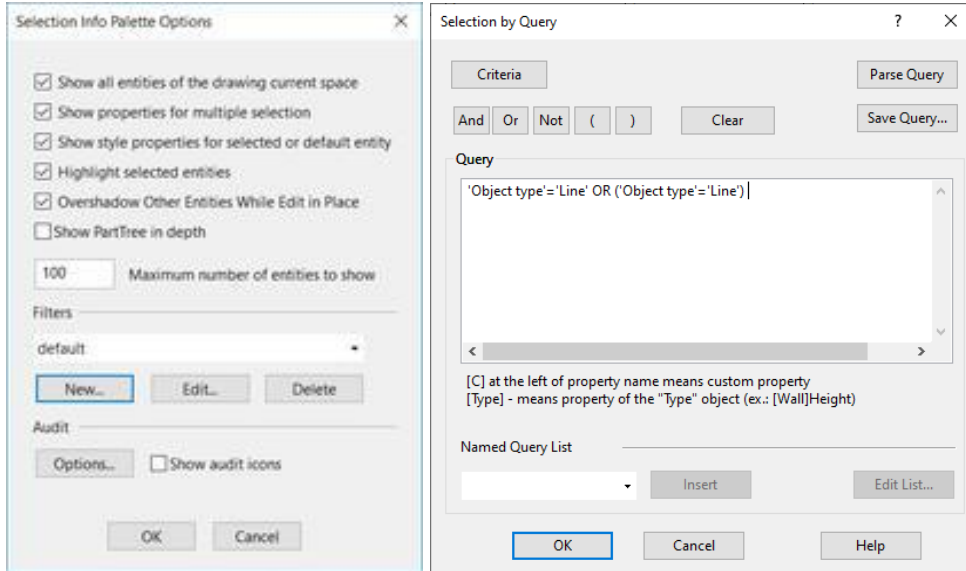 Selection Info Palette Options
Show all entities of the drawing current space
Show properties for multiple selection
Show style properties for selected or default entity
Highlight selected entities
Overshadow Other Entities While Edit in Place
Show PartTree in depth
100 Maximum number of entities to show
Filters
default
New... Edit... Delete
Audit
Options... Show audit icons
OK Cancel
Selection by Query ?
Criteria Parse Query
And Or Not ( ) Clear Save Query...
Query
'Object type'='Line' OR ('Object type'='Line')
[C] at the left of property name means custom property
[Type] - means property of the "Type" object (ex.: [Wall]Height)
Named Query List
Insert Edit List...
OK Cancel Help